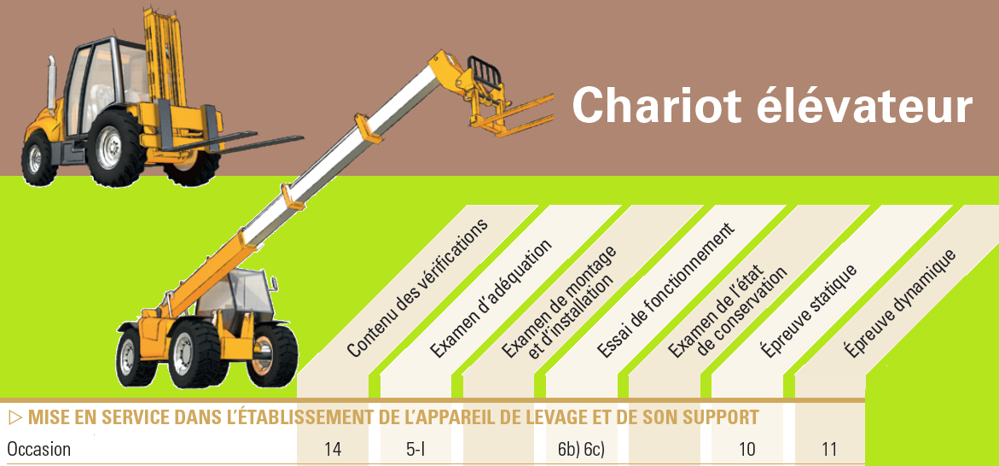 Chariot élévateur
Contenu des vérifications
Examen d'adéquation
Examen de montage
et d'installation
Essai de fonctionnement
Examen de l'état
de conservation
Épreuve statique
Épreuve dynamique
▷ MISE EN SERVICE DANS L'ÉTABLISSEMENT DE L'APPAREIL DE LEVAGE ET DE SON SUPPORT
Occasion 14 5-I 6b) 6c) 10 11